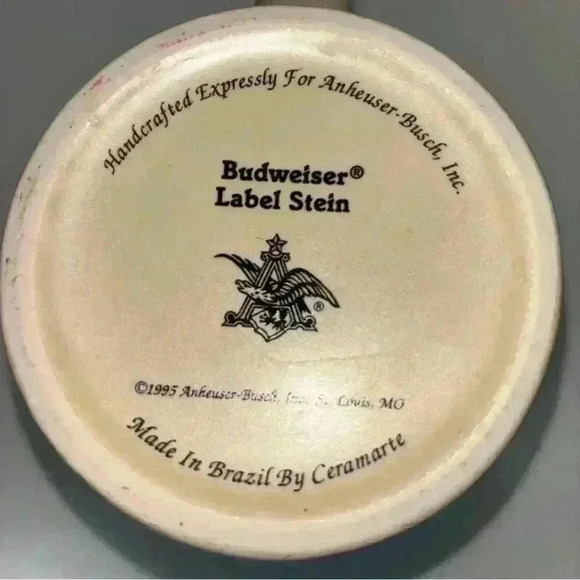 Handcrafted Expressly For Anheuser-Busch, Inc.
Budweiser®
Label Stein
®
©1995 Anheuser-Busch, Inc. St. Louis, MO
Made In Brazil By Ceramarte